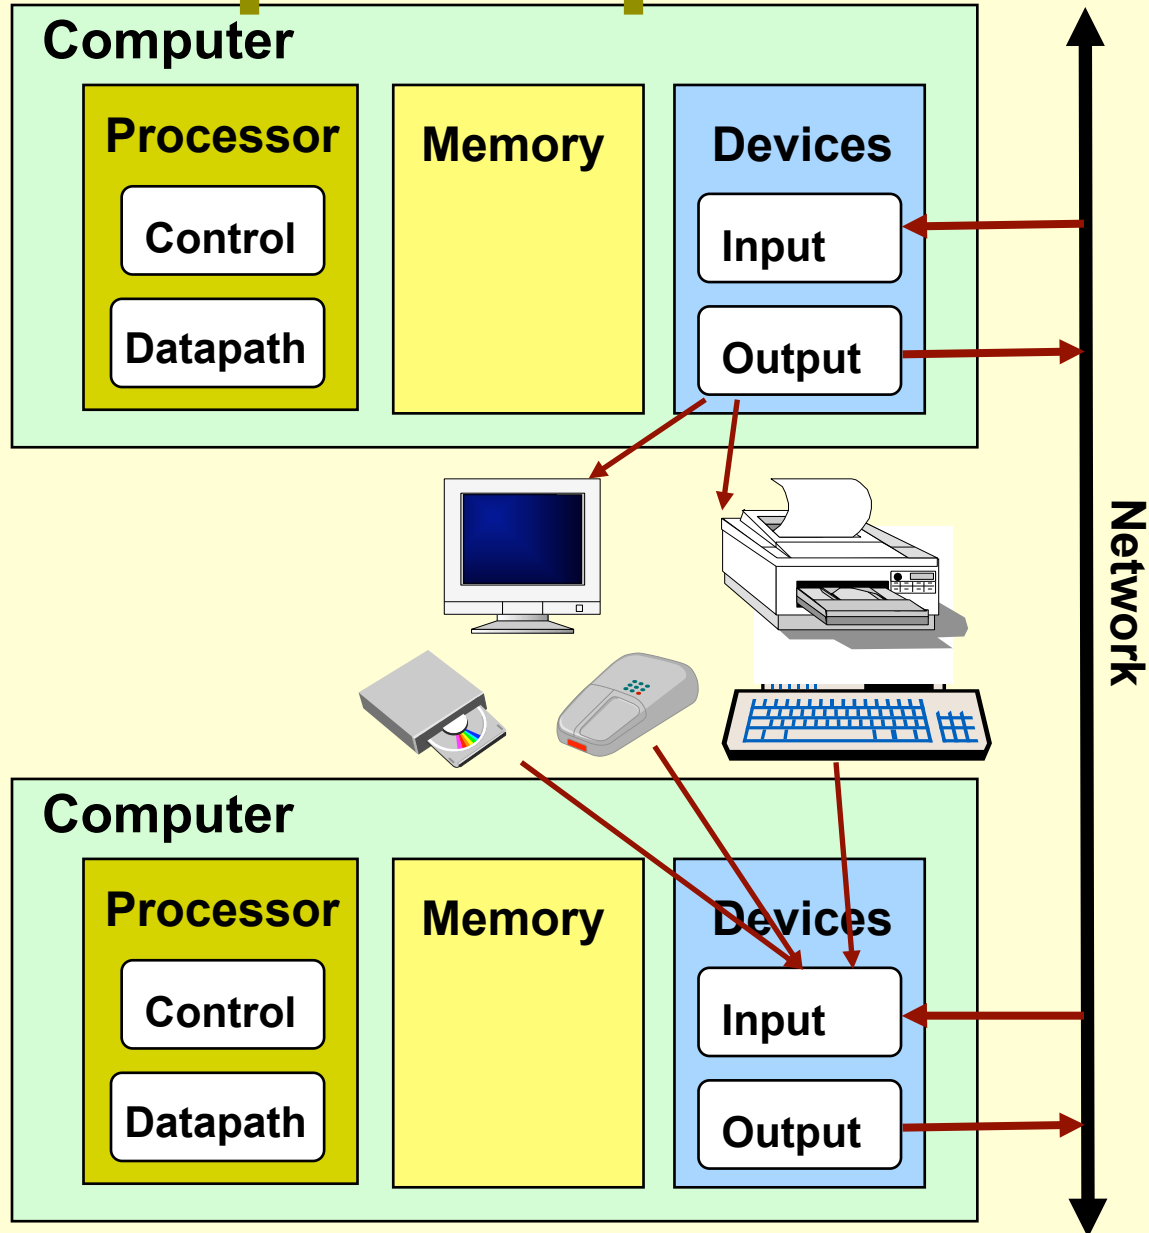 Computer
Processor
Memory
Devices
Control
Input
Datapath
Output
Network
Computer
Processor
Memory
Devices
Control
Input
Datapath
Output